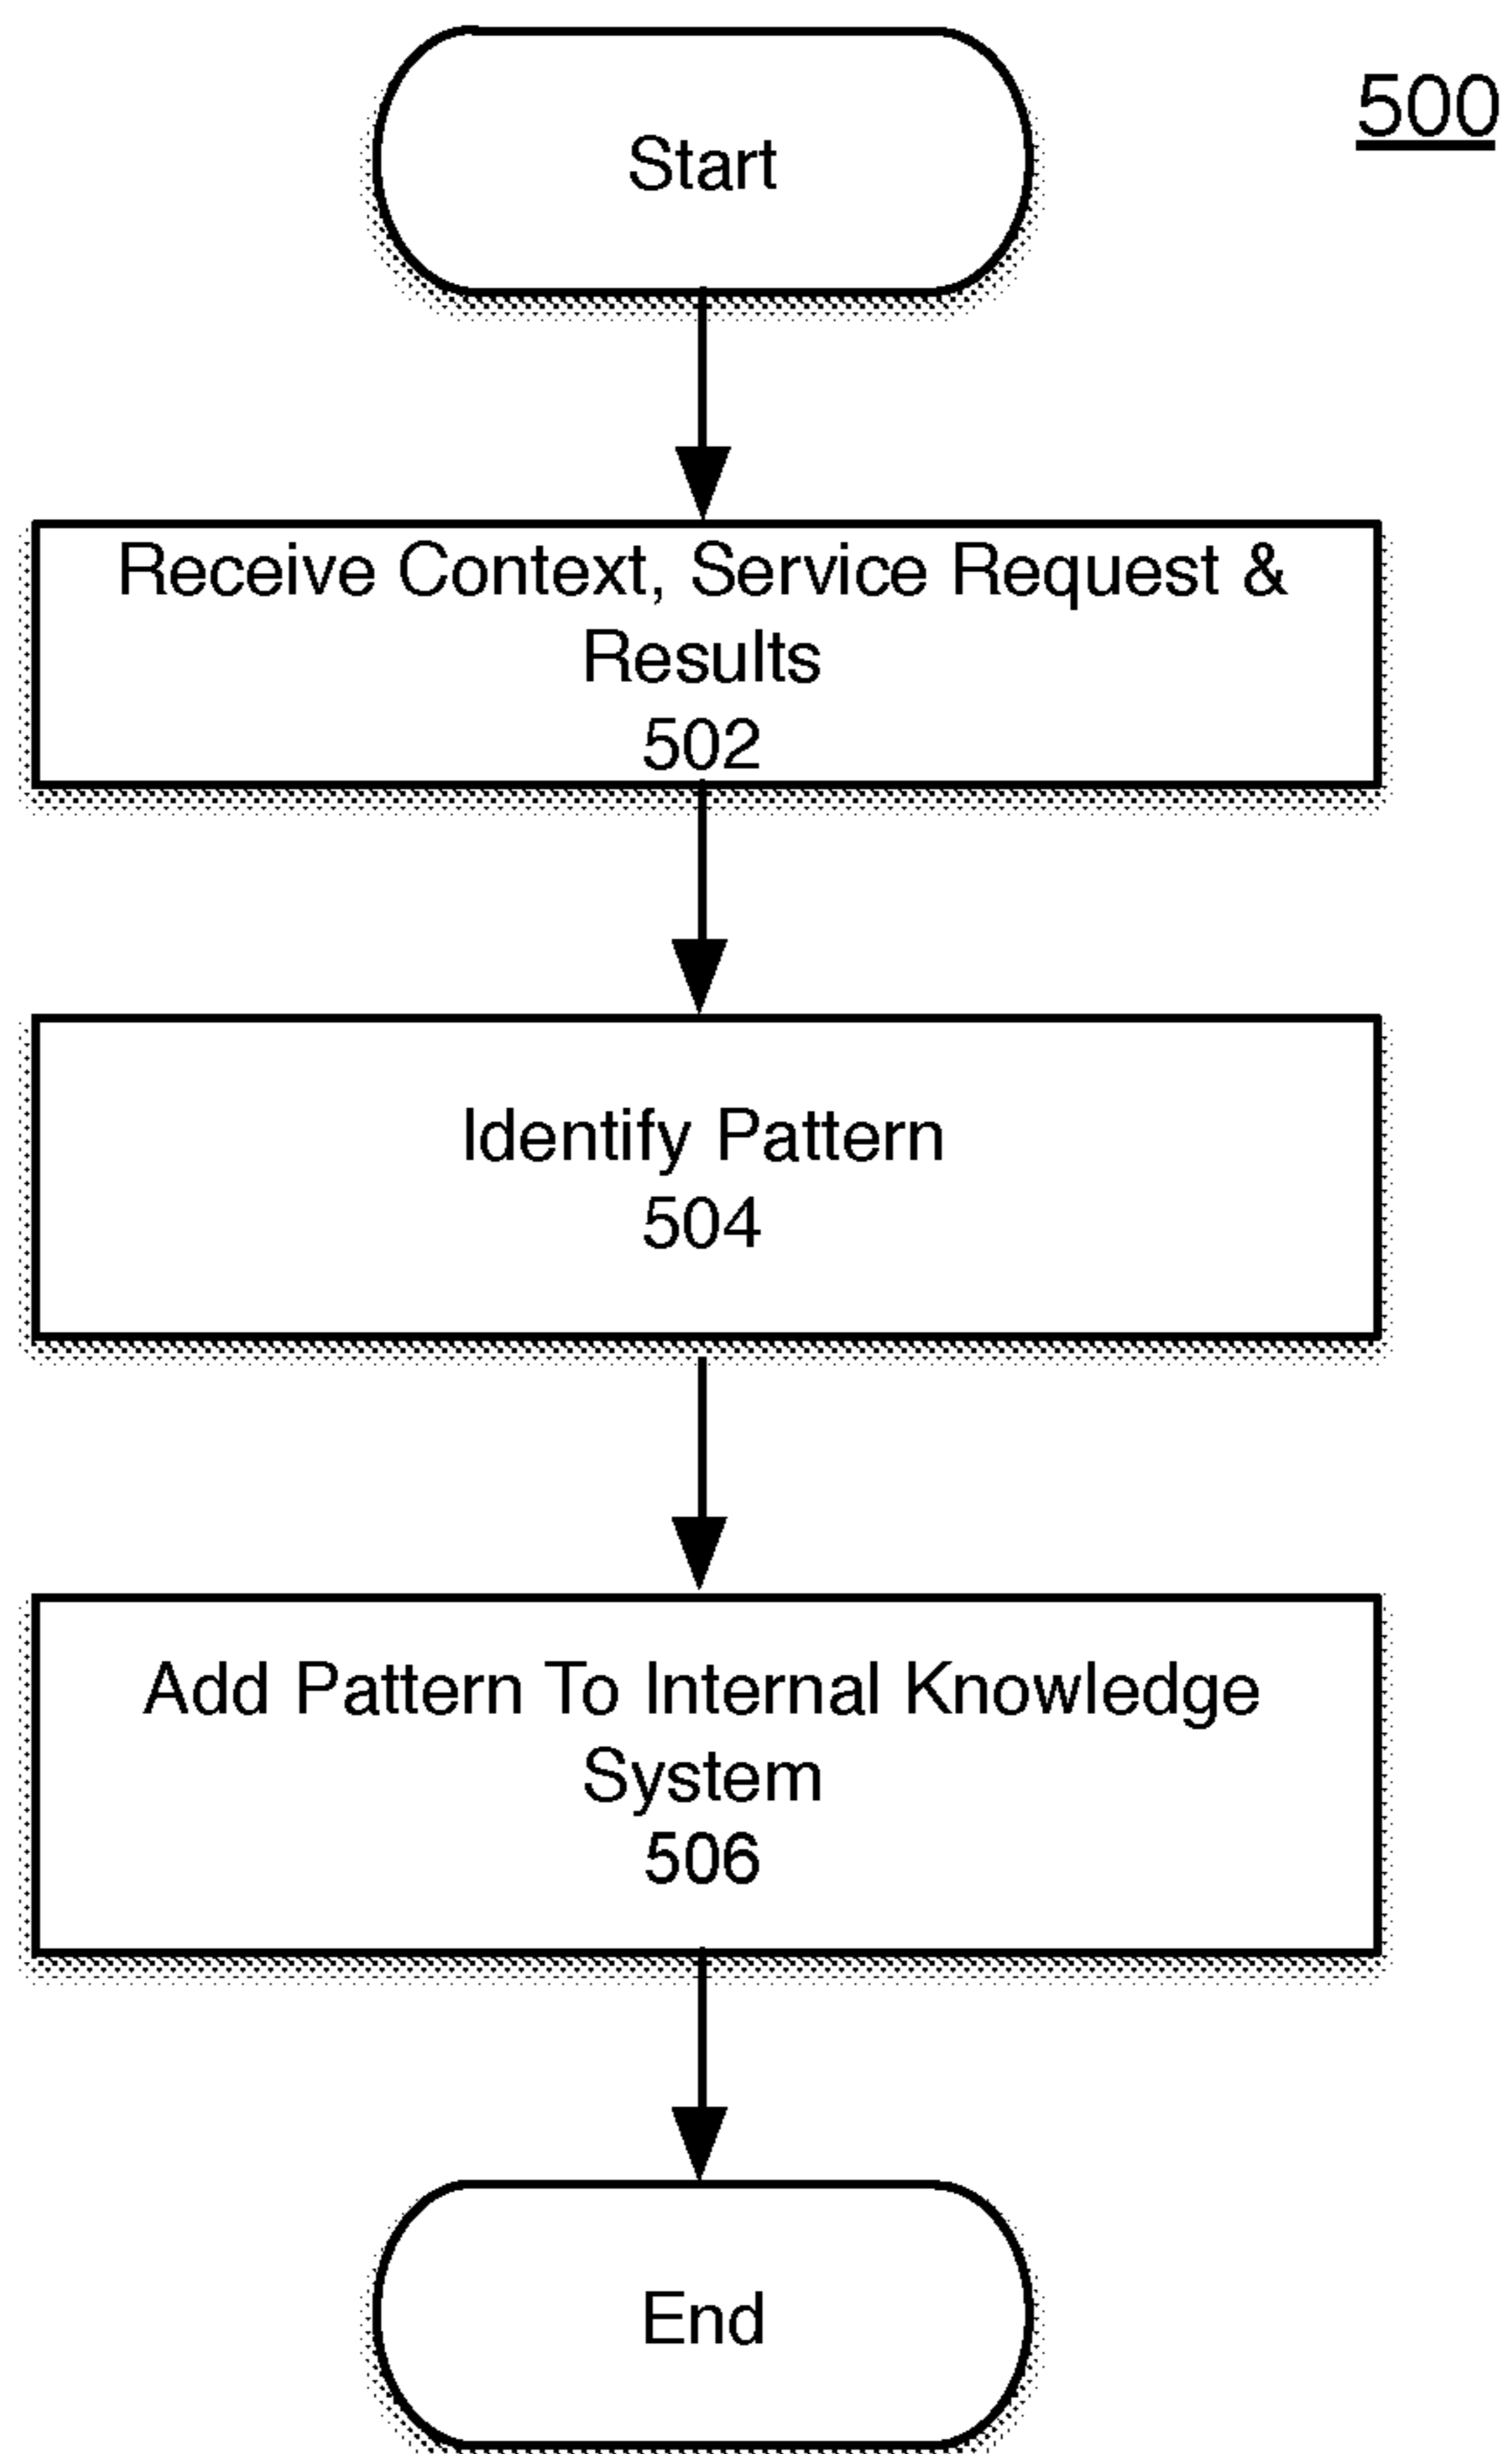 500
Start
Receive Context, Service Request &
Results
502
Identify Pattern
504
Add Pattern To Internal Knowledge
System
506
End